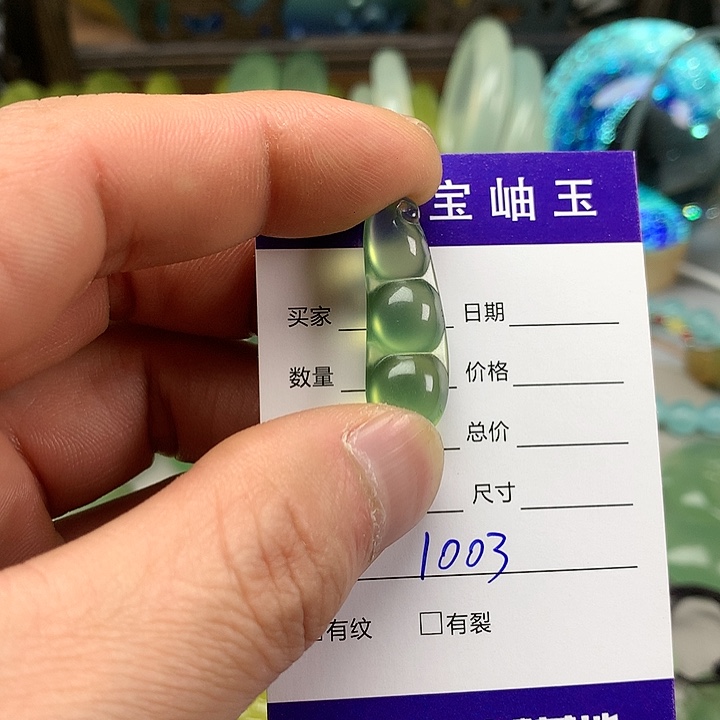 宝岫玉
买家 日期
数量 价格
总价
尺寸
1003
□有纹 □有裂